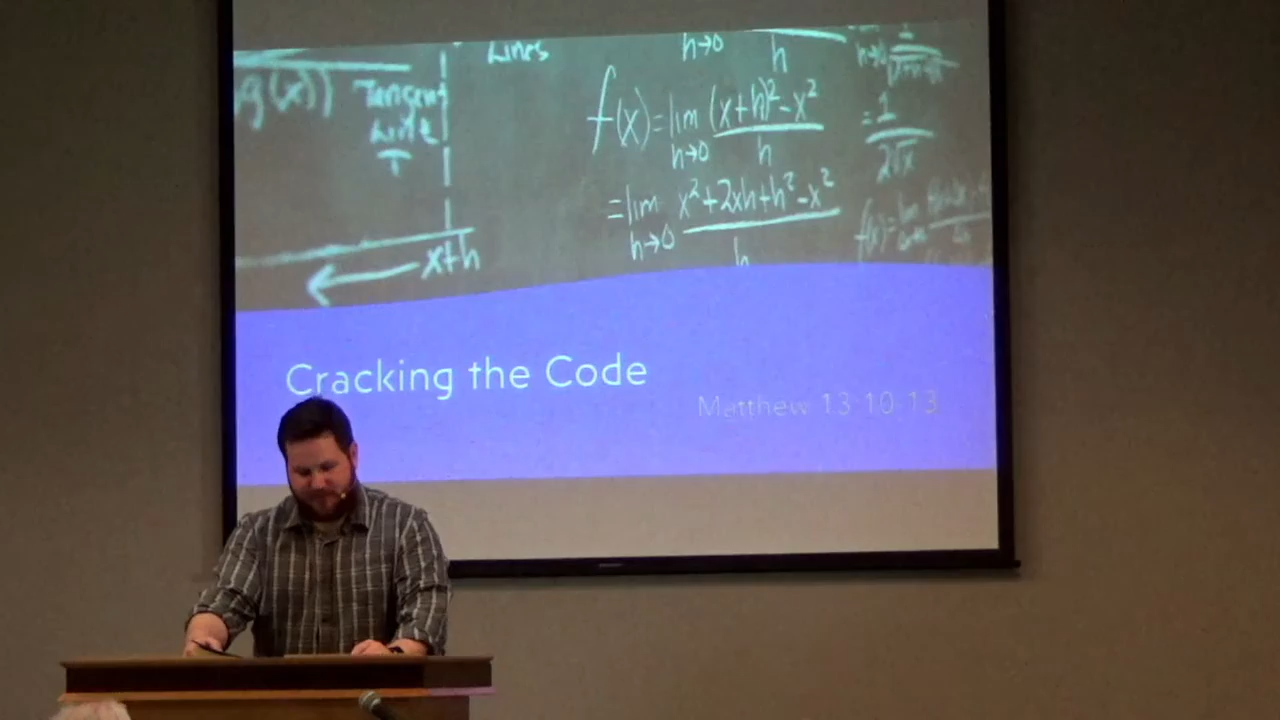 Lines
h→0 h
g(x))
Tangent
Line
T
f(x)=lim (x+h)²-x²
h→0 h
=1
2√x
=lim x²+2xh+h²-x²
h→0 h
x+h
Cracking the Code
Matthew 13:10-13